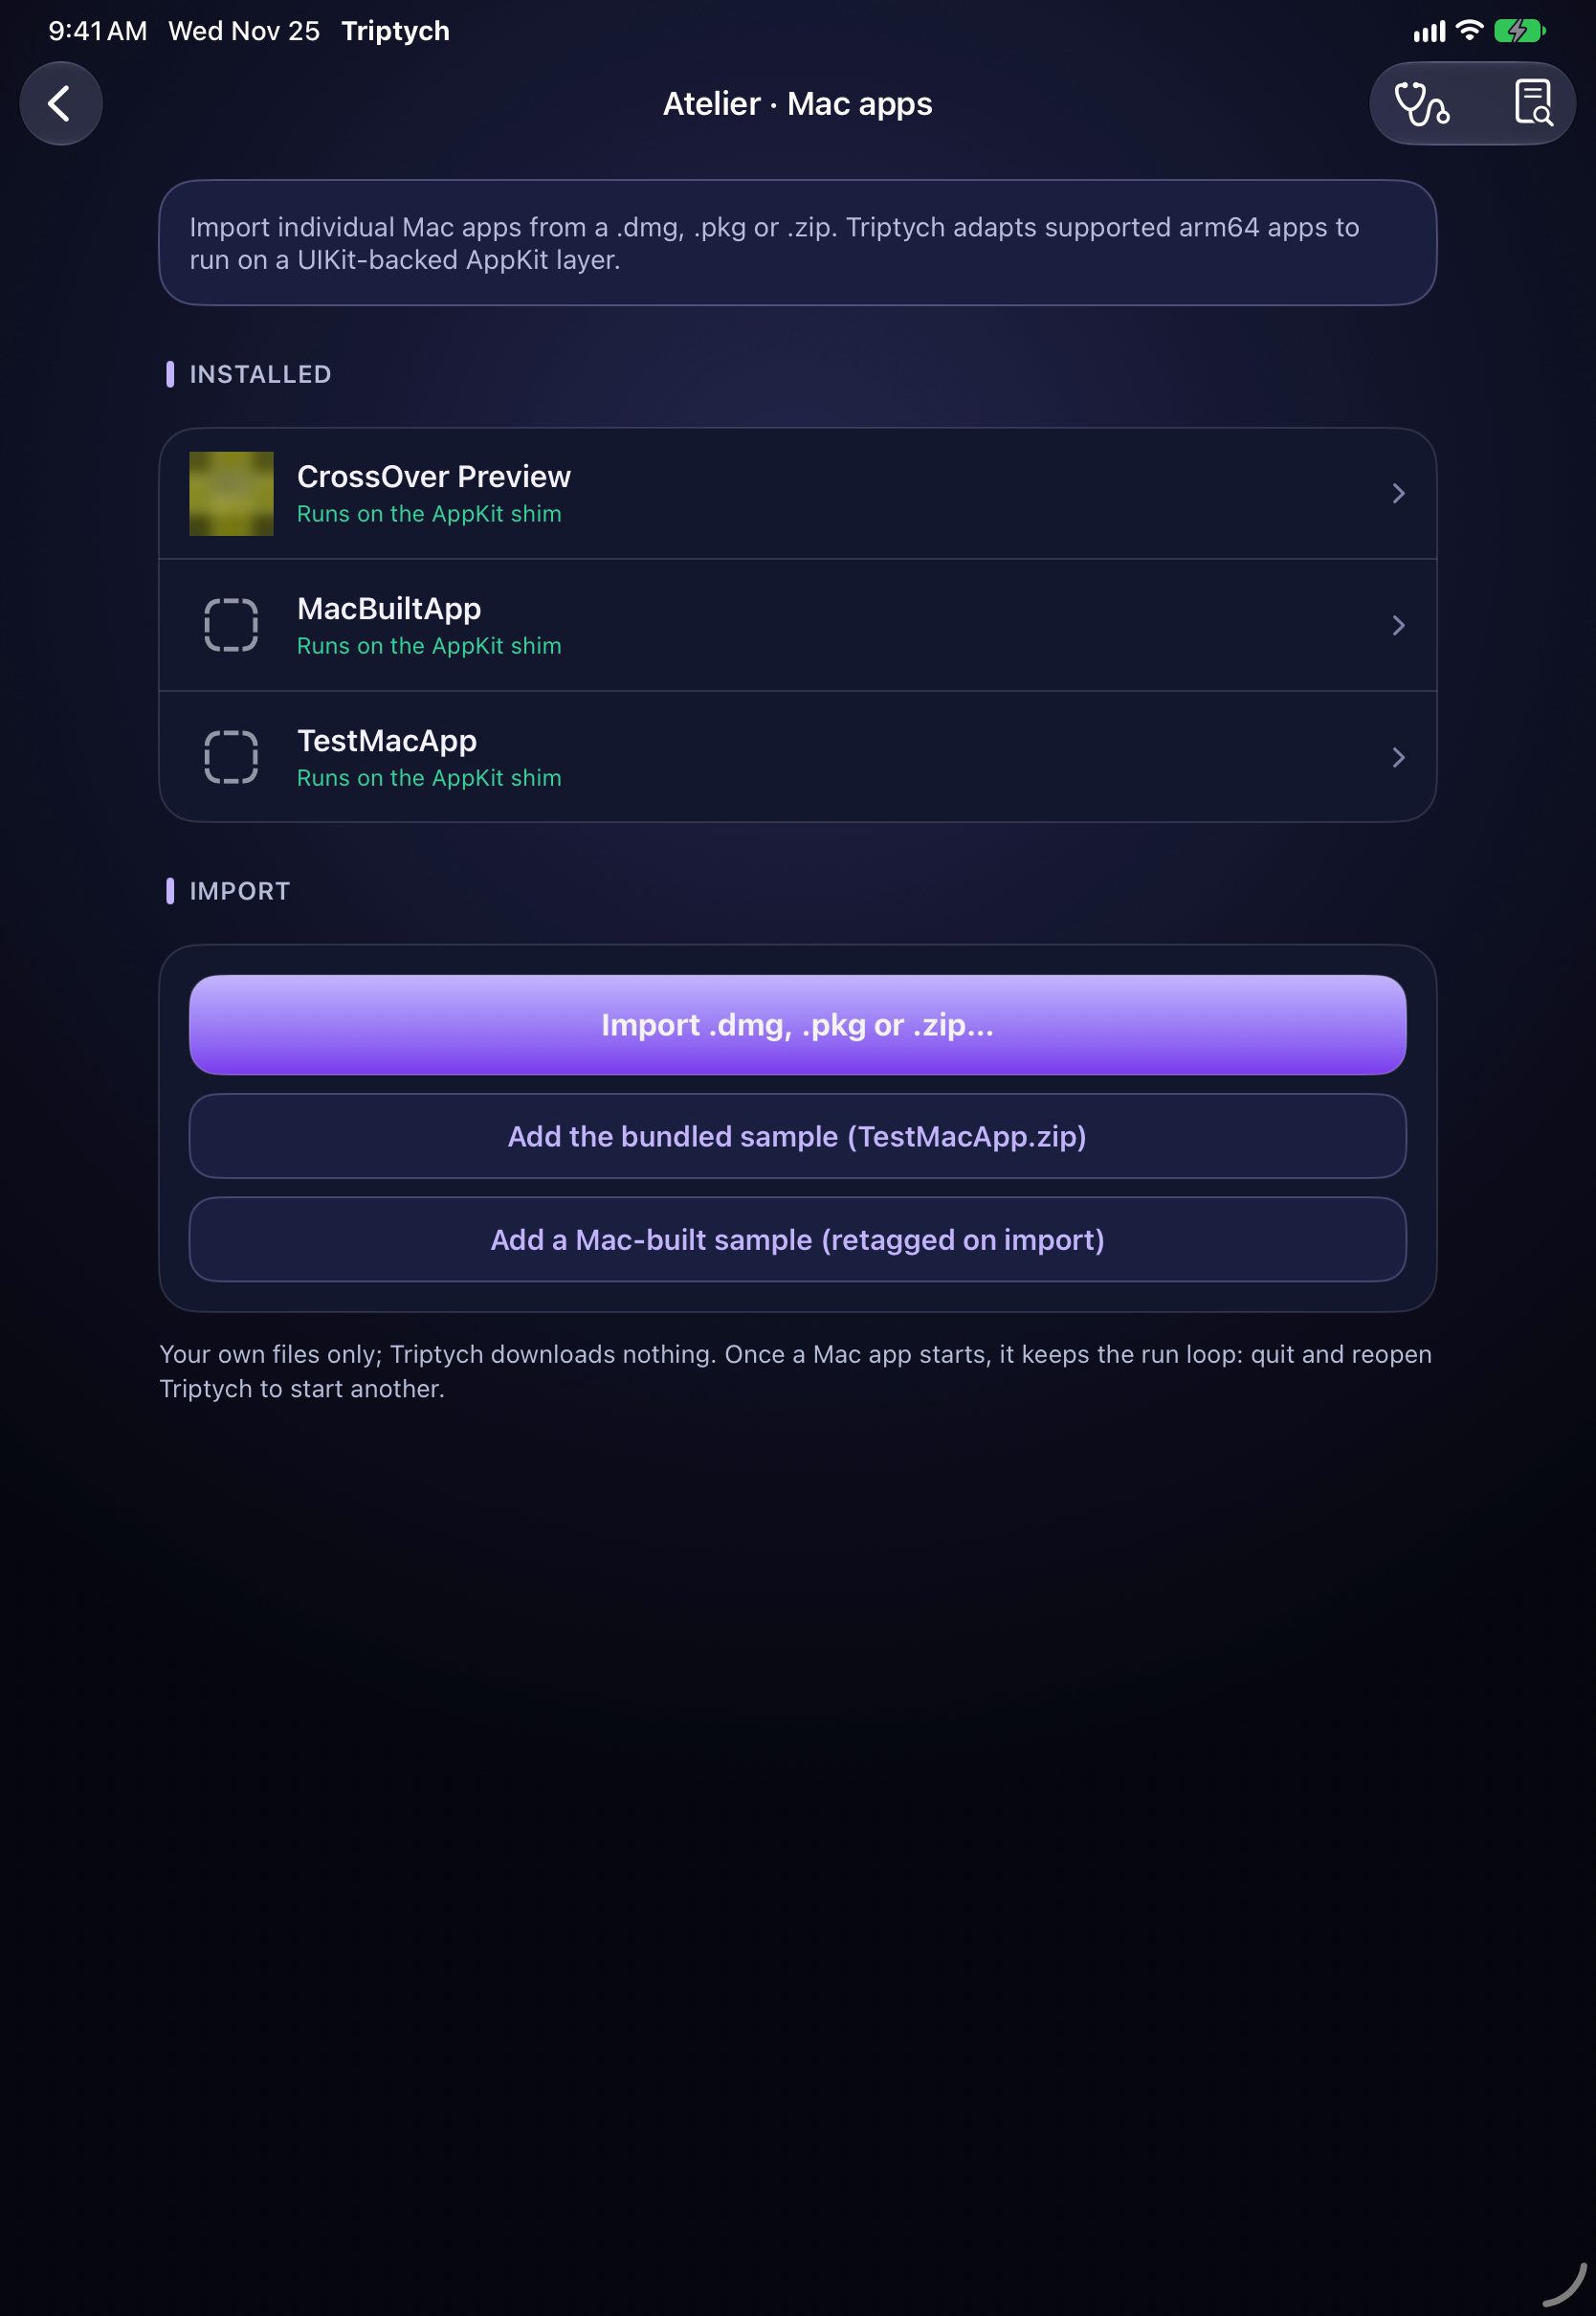 9:41 AM Wed Nov 25 Triptych
Atelier · Mac apps
Import individual Mac apps from a .dmg, .pkg or .zip. Triptych adapts supported arm64 apps to
run on a UIKit-backed AppKit layer.
INSTALLED
CrossOver Preview
Runs on the AppKit shim
MacBuiltApp
Runs on the AppKit shim
TestMacApp
Runs on the AppKit shim
IMPORT
Import .dmg, .pkg or .zip...
Add the bundled sample (TestMacApp.zip)
Add a Mac-built sample (retagged on import)
Your own files only; Triptych downloads nothing. Once a Mac app starts, it keeps the run loop: quit and reopen
Triptych to start another.